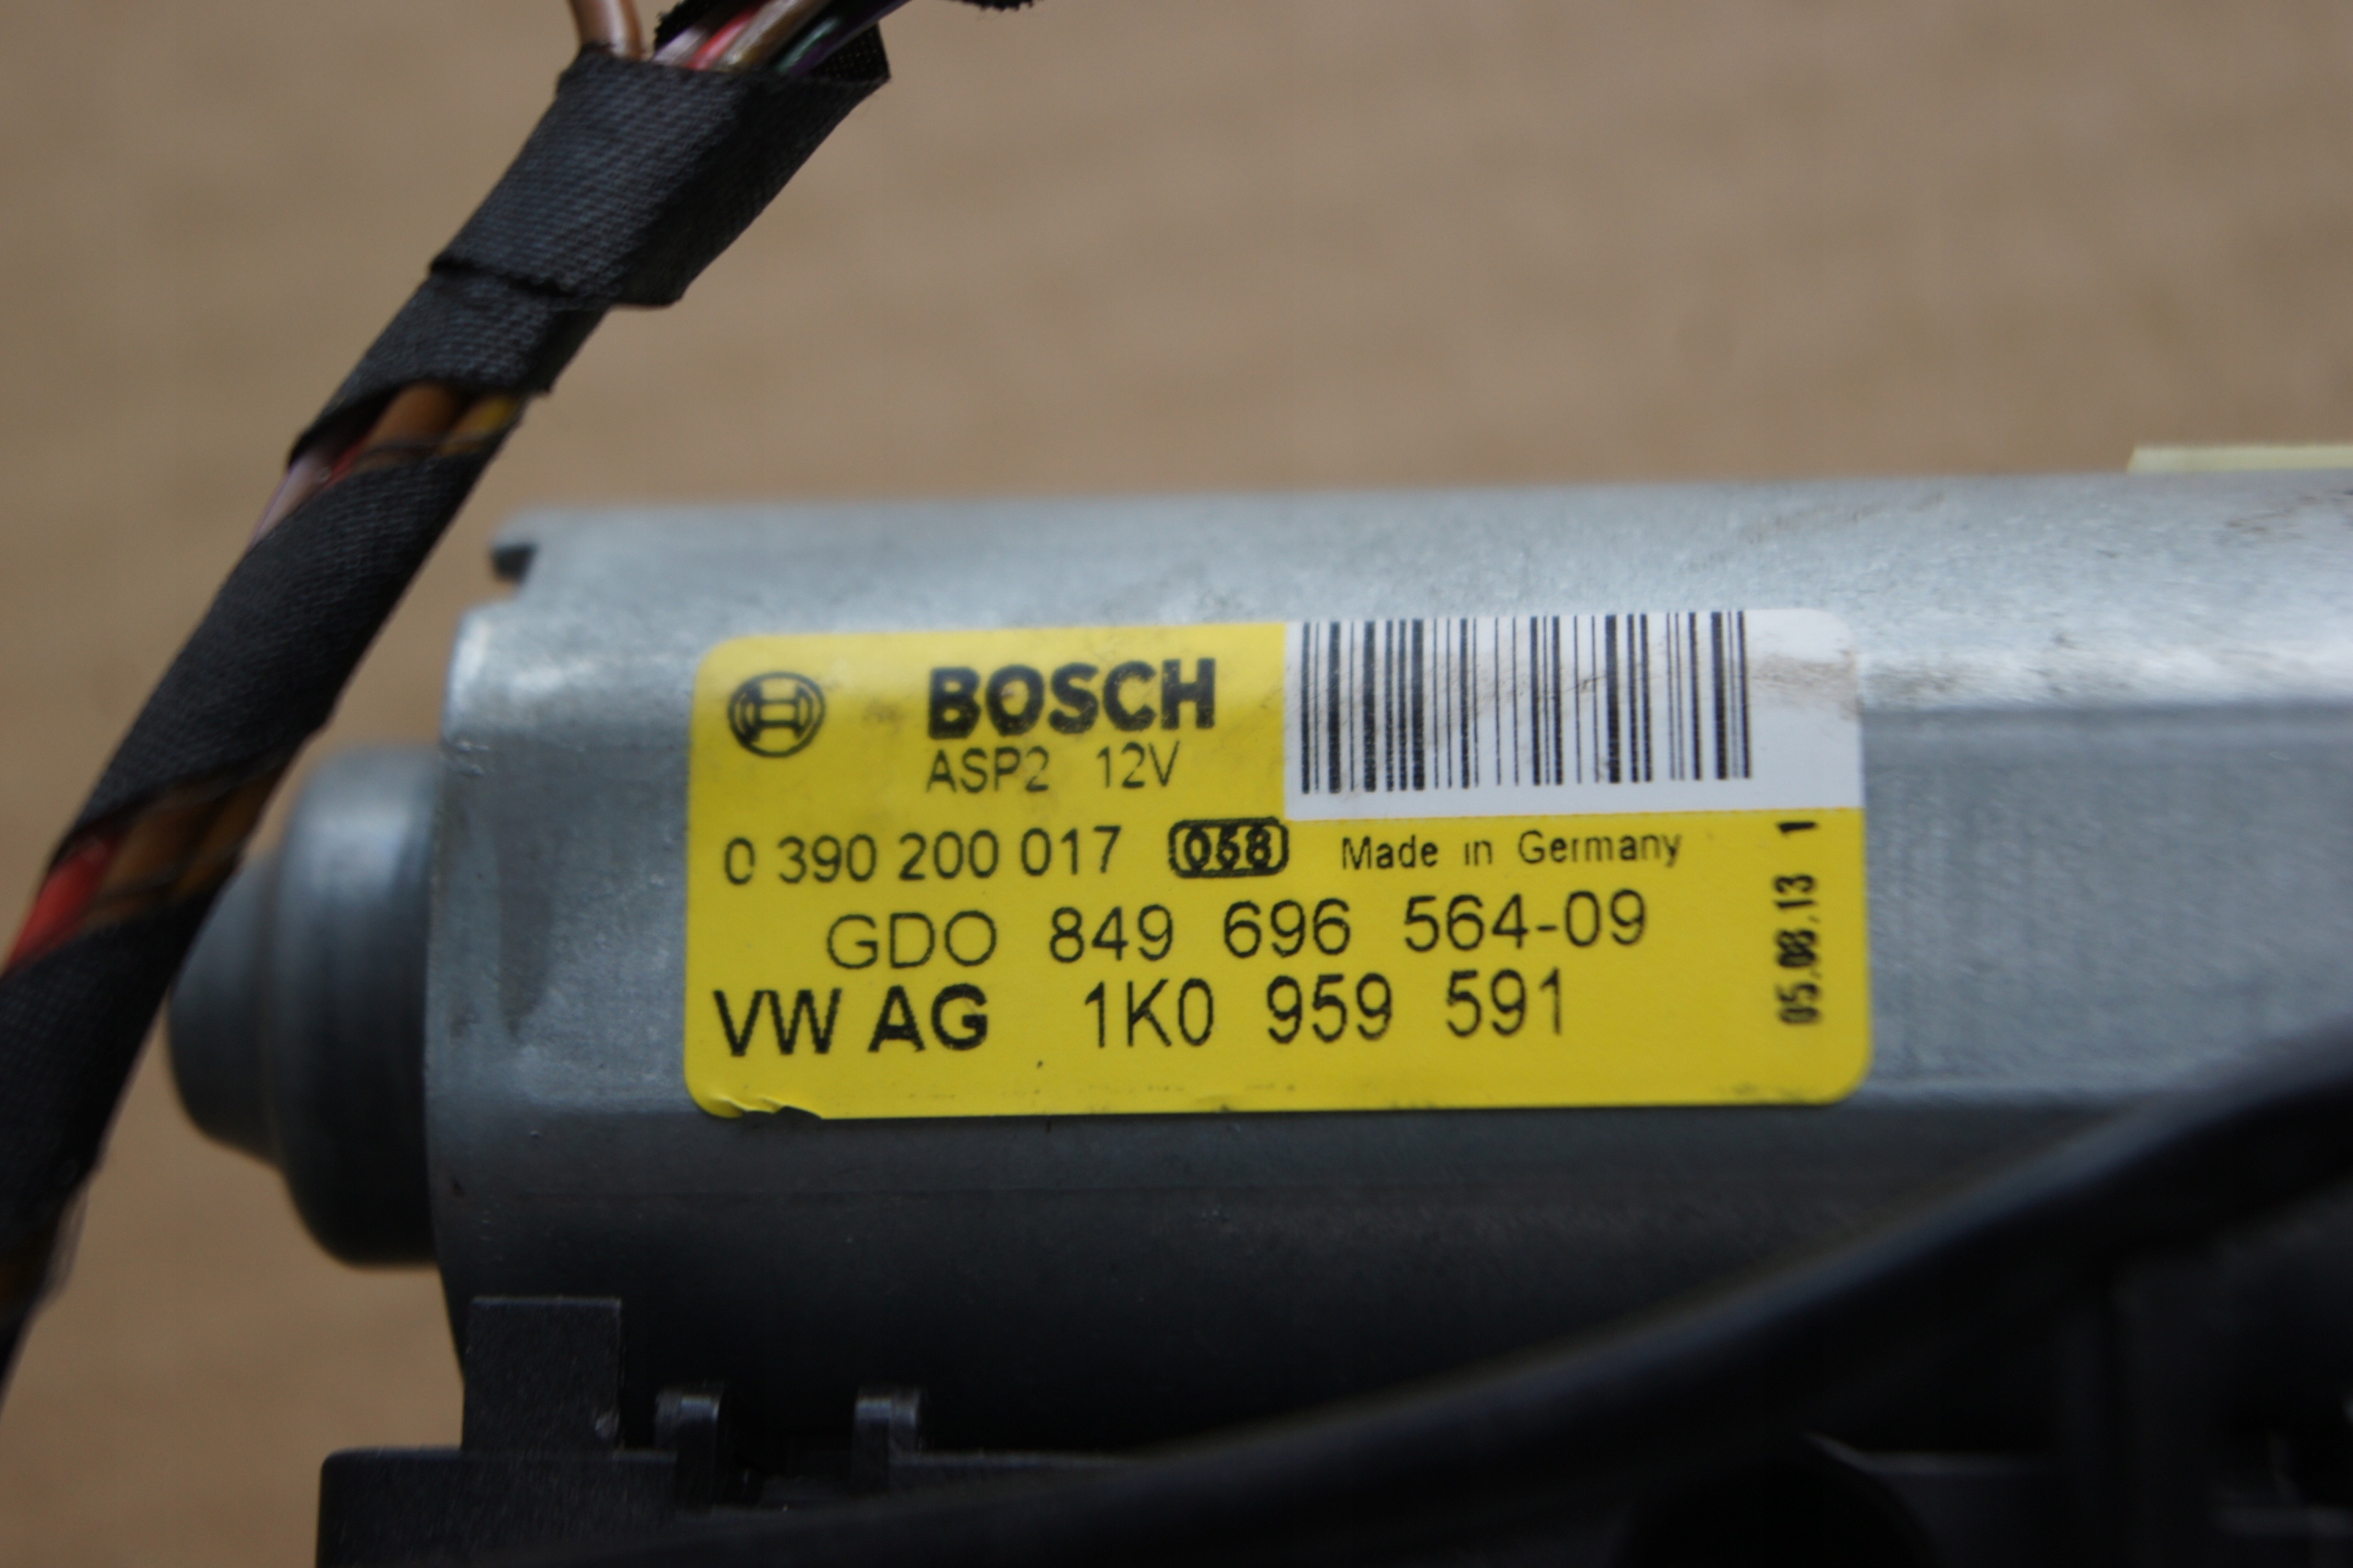 BOSCH
ASP2 12V
0 390 200 017 Made in Germany
GDO 849 696 564-09
VW AG 1K0 959 591
05.08.13 1